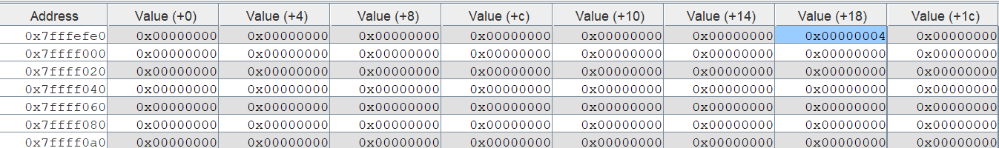 Address Value (+0) Value (+4) Value (+8) Value (+c) Value (+10) Value (+14) Value (+18) Value (+1c)
0x7fffefe0 0x00000000 0x00000000 0x00000000 0x00000000 0x00000000 0x00000000 0x00000004 0x00000000
0x7ffff000 0x00000000 0x00000000 0x00000000 0x00000000 0x00000000 0x00000000 0x00000000 0x00000000
0x7ffff020 0x00000000 0x00000000 0x00000000 0x00000000 0x00000000 0x00000000 0x00000000 0x00000000
0x7ffff040 0x00000000 0x00000000 0x00000000 0x00000000 0x00000000 0x00000000 0x00000000 0x00000000
0x7ffff060 0x00000000 0x00000000 0x00000000 0x00000000 0x00000000 0x00000000 0x00000000 0x00000000
0x7ffff080 0x00000000 0x00000000 0x00000000 0x00000000 0x00000000 0x00000000 0x00000000 0x00000000
0x7ffff0a0 0x00000000 0x00000000 0x00000000 0x00000000 0x00000000 0x00000000 0x00000000 0x00000000